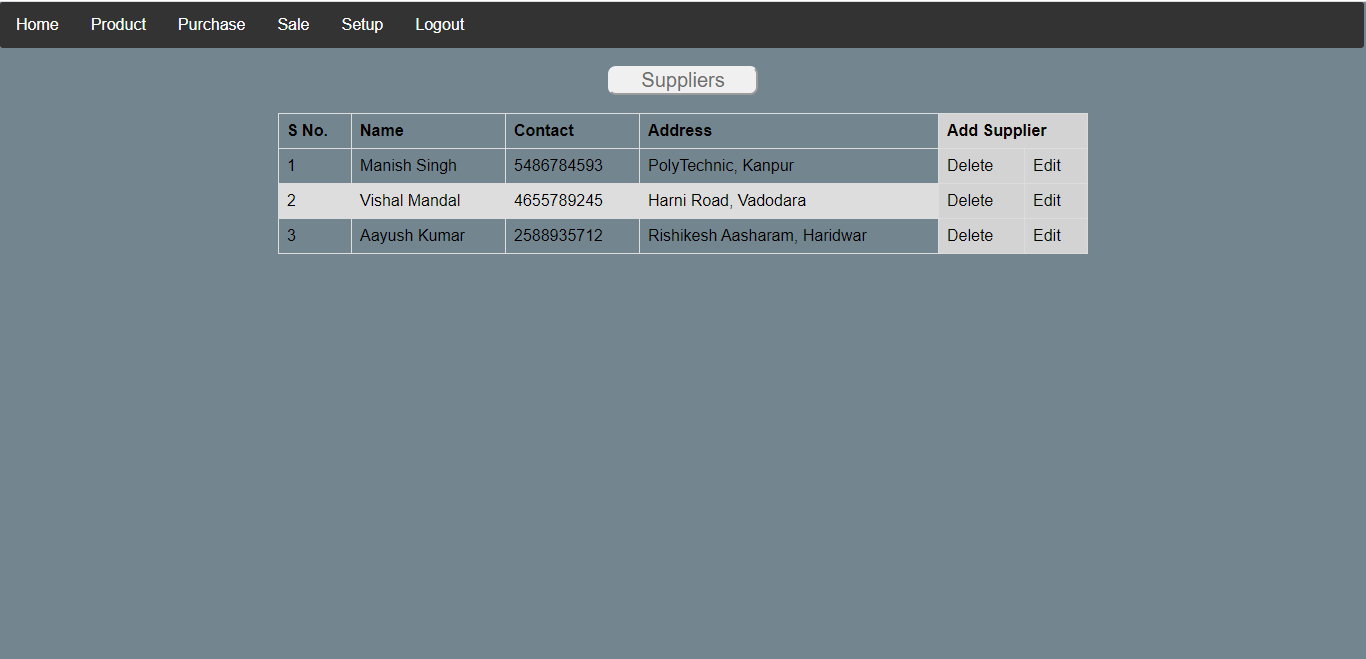 Home Product Purchase Sale Setup Logout
Suppliers
S No. Name Contact Address Add Supplier
1 Manish Singh 5486784593 PolyTechnic, Kanpur Delete Edit
2 Vishal Mandal 4655789245 Harni Road, Vadodara Delete Edit
3 Aayush Kumar 2588935712 Rishikesh Aasharam, Haridwar Delete Edit